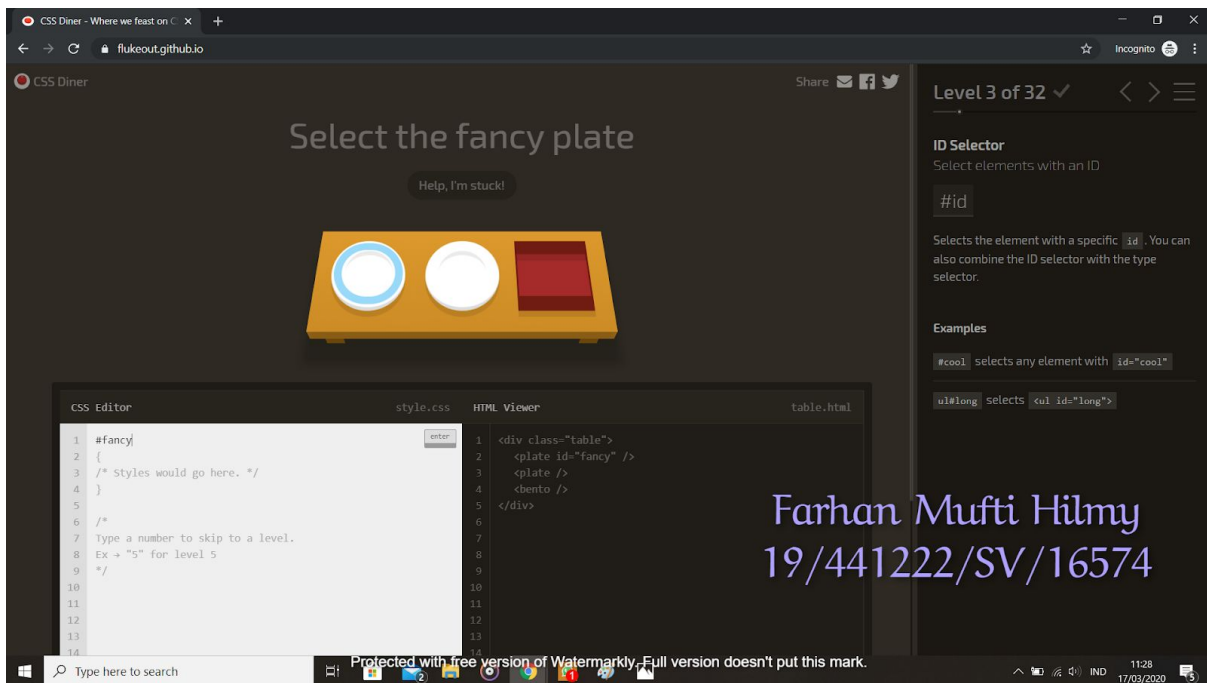 CSS Diner - Where we feast on C
flukeout.github.io
Incognito
CSS Diner
Share
Select the fancy plate
Help, I'm stuck!
CSS Editor
style.css
1 #fancy
enter
2 {
3 /* Styles would go here. */
4 }
5
6 /*
7 Type a number to skip to a level.
8 Ex → "5" for level 5
9 */
10
11
12
13
14
HTML Viewer
table.html
1 <div class="table">
2 <plate id="fancy" />
3 <plate />
4 <bento />
5 </div>
6
7
8
9
10
11
12
13
14
Level 3 of 32
ID Selector
Select elements with an ID
#id
Selects the element with a specific id . You can
also combine the ID selector with the type
selector.
Examples
#cool selects any element with id="cool"
ul#long selects <ul id="long">
Farhan Mufti Hilmy
19/441222/SV/16574
Protected with free version of Watermarkly. Full version doesn't put this mark.
Type here to search
2
1
IND
11:28
17/03/2020
5